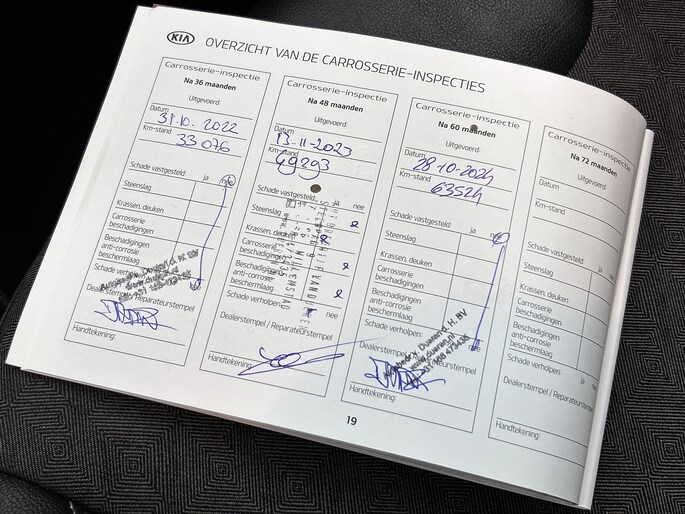 KIA OVERZICHT VAN DE CARROSSERIE-INSPECTIES
Carrosserie-inspectie
Na 36 maanden
Uitgevoerd
Datum
31.10.2022
Km-stand
33 076
Schade vastgesteld: ja nee
Steenslag
Krassen, deuken
Carrosserie
beschadigingen
Beschadigingen
anti-corrosie
beschermlaag
Schade verholpen:
Dealerstempel / Reparateurstempel
Handtekening:
Carrosserie-inspectie
Na 48 maanden
Uitgevoerd
Datum
13-11-2023
Km-stand
49293
Schade vastgesteld: nee
Steenslag
Krassen, deuken
Carrosserie
beschadigingen
Beschadigingen
anti-corrosie
beschermlaag
Schade verholpen: nee
Dealerstempel / Reparateurstempel
Handtekening:
Carrosserie-inspectie
Na 60 maanden
Uitgevoerd
Datum
28-10-2024
Km-stand
63524
Schade vastgesteld: ja
Steenslag
Krassen, deuken
Carrosserie
beschadigingen
Beschadigingen
anti-corrosie
beschermlaag
Schade verholpen: ja
Handtekening:
Carrosserie-inspectie
Na 72 maanden
Uitgevoerd
Datum
Km-stand
Schade vastgesteld: ja
Steenslag
Krassen, deuken
Carrosserie
beschadigingen
Beschadigingen
anti-corrosie
beschermlaag
Schade verholpen: ja
Dealerstempel / Reparateurstempel
Handtekening:
19